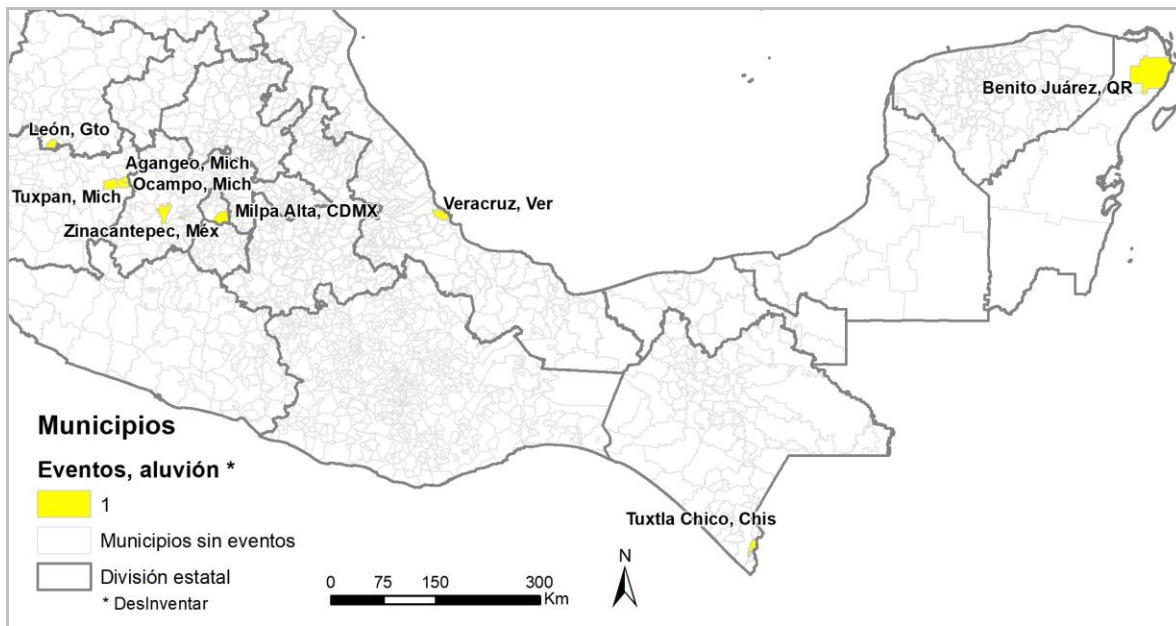 Benito Juárez, QR
León, Gto
Agangeo, Mich
Ocampo, Mich
Tuxpan, Mich
Milpa Alta, CDMX
Veracruz, Ver
Zinacantepec, Méx
Municipios
Eventos, aluvión *
1
Municipios sin eventos
División estatal
* DesInventar
Tuxtla Chico, Chis
0 75 150 300
Km
N